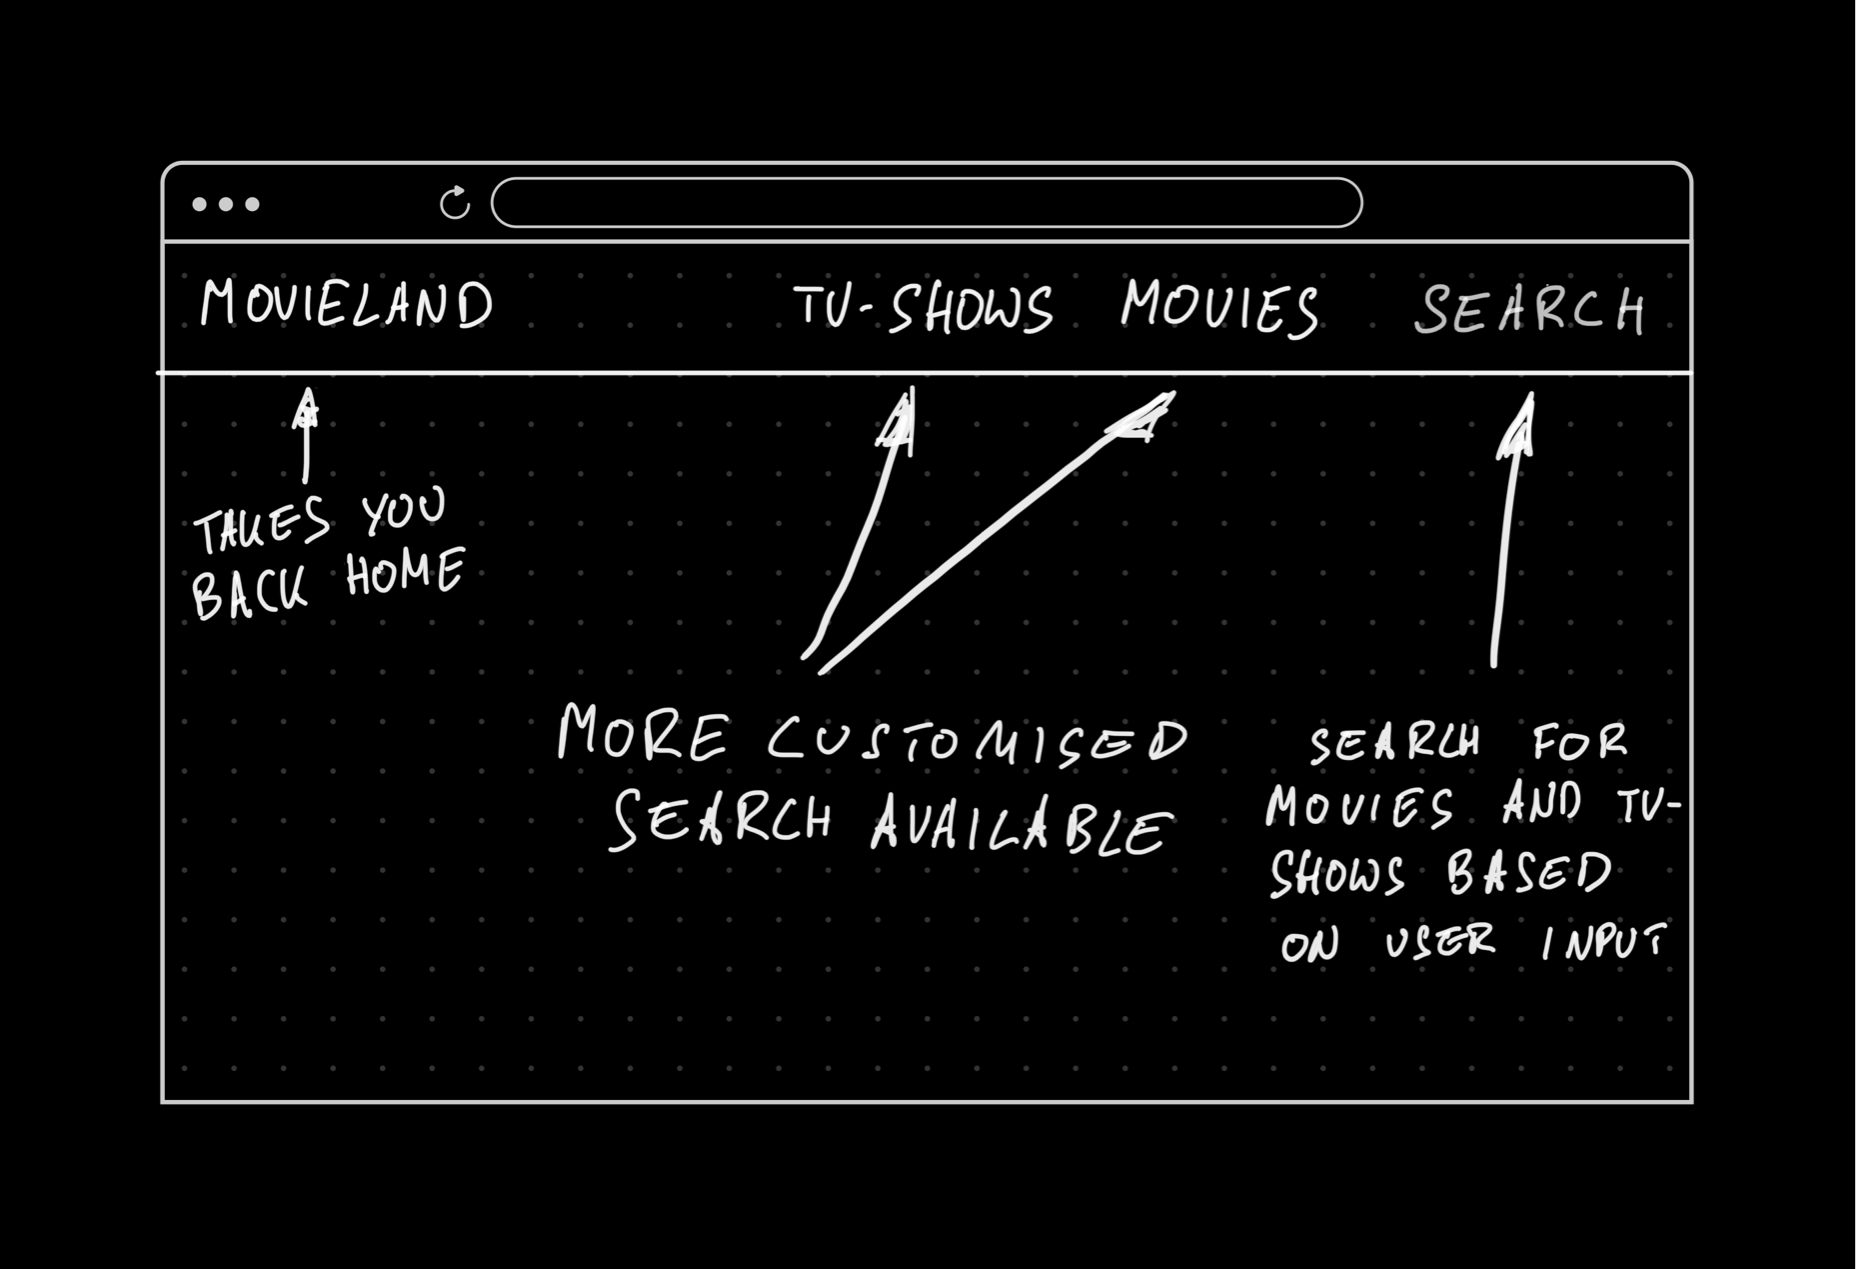 MOVIELAND TV-SHOWS MOVIES SEARCH
TAKES YOU
BACK HOME
MORE CUSTOMISED
SEARCH AVAILABLE
SEARCH FOR
MOVIES AND TV-
SHOWS BASED
ON USER INPUT